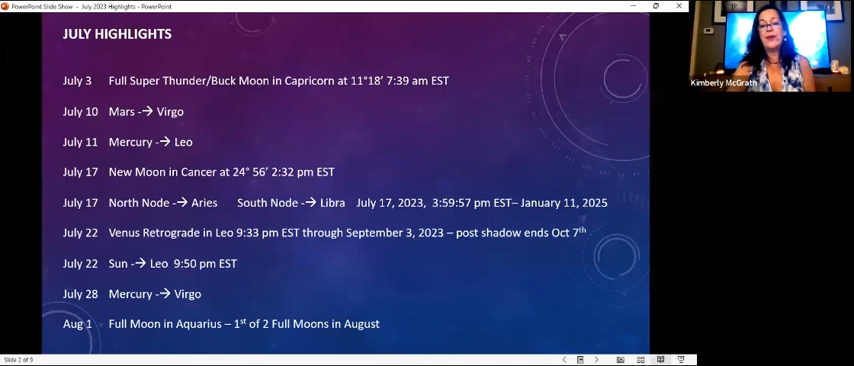 PowerPoint Slide Show - July 2023 Highlights - PowerPoint
JULY HIGHLIGHTS
July 3 Full Super Thunder/Buck Moon in Capricorn at 11°18′ 7:39 am EST
July 10 Mars -→ Virgo
July 11 Mercury -→ Leo
July 17 New Moon in Cancer at 24° 56′ 2:32 pm EST
July 17 North Node -→ Aries South Node -→ Libra July 17, 2023, 3:59:57 pm EST– January 11, 2025
July 22 Venus Retrograde in Leo 9:33 pm EST through September 3, 2023 – post shadow ends Oct 7th
July 22 Sun -→ Leo 9:50 pm EST
July 28 Mercury -→ Virgo
Aug 1 Full Moon in Aquarius – 1st of 2 Full Moons in August
Kimberly McGrath
Slide 2 of 9